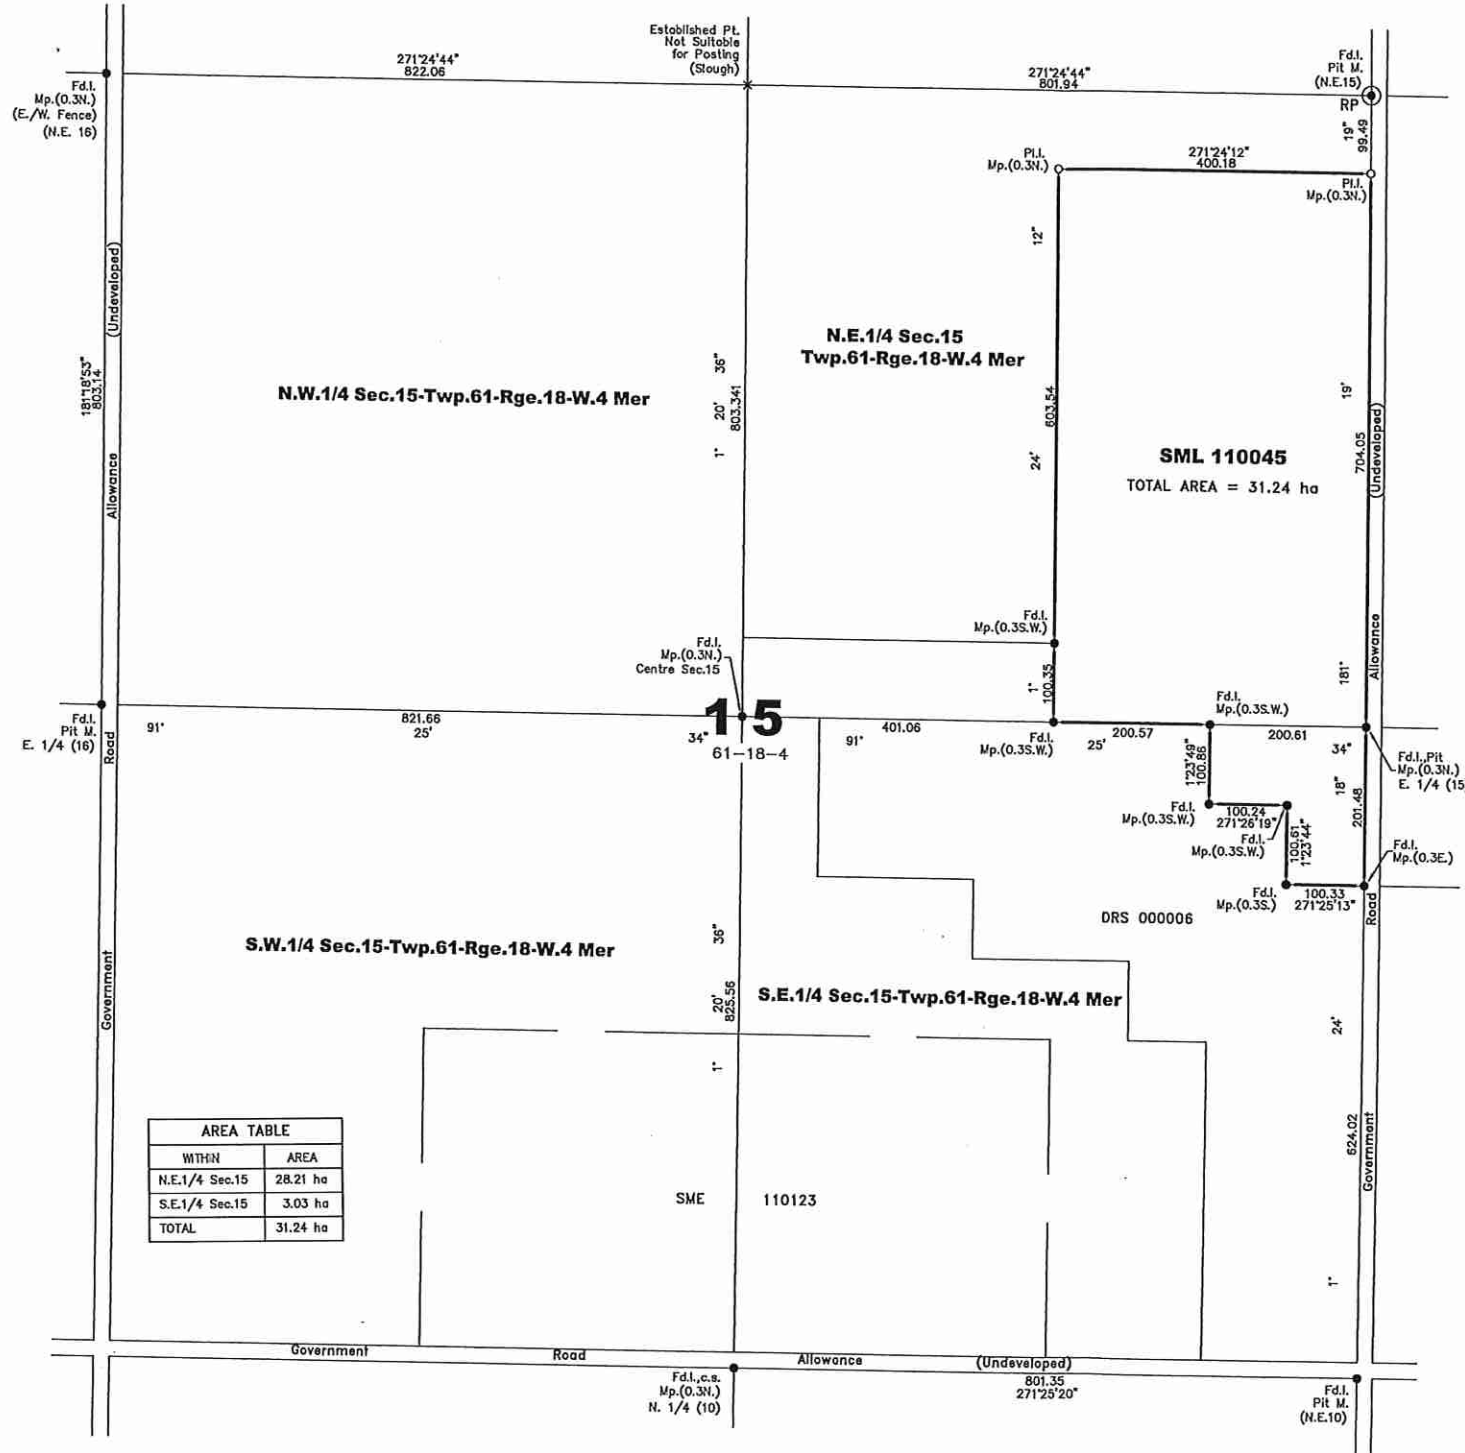 Established Pt.
Not Suitable
for Posting
(Slough)
271°24'44"
822.06
271°24'44"
801.94
Fd.I.
Pit M.
(N.E.15)
RP
Fd.I.
Mp.(0.3N.)
(E./W. Fence)
(N.E. 16)
19"
99.49
Pl.I.
Mp.(0.3N.)
271°24'12"
400.18
Pl.I.
Mp.(0.3N.)
12"
(Undeveloped)
N.E.1/4 Sec.15
Twp.61-Rge.18-W.4 Mer
181°18'53"
803.14
36"
20'
803.341
1°
N.W.1/4 Sec.15-Twp.61-Rge.18-W.4 Mer
603.54
24'
19'
704.05
(Undeveloped)
SML 110045
TOTAL AREA = 31.24 ha
Allowance
Fd.I.
Mp.(0.3S.W.)
Fd.I.
Mp.(0.3N.)
Centre Sec.15
1°
100.35
181°
Allowance
Fd.I.
Mp.(0.3S.W.)
Fd.I.
Pit M.
E. 1/4 (16)
Road
91°
821.66
25'
34"
15
61-18-4
91°
401.06
Fd.I.
Mp.(0.3S.W.)
25'
200.57
200.61
34"
Fd.I.,Pit
Mp.(0.3N.)
E. 1/4 (15
1°23'49"
100.86
18"
201.48
Fd.I.
Mp.(0.3S.W.)
100.24
271°26'19"
Fd.I.
Mp.(0.3S.W.)
100.61
1°23'44"
Fd.I.
Mp.(0.3E.)
Fd.I.
Mp.(0.3S.)
100.33
271°25'13"
Road
DRS 000006
S.W.1/4 Sec.15-Twp.61-Rge.18-W.4 Mer
36"
20'
825.56
1°
S.E.1/4 Sec.15-Twp.61-Rge.18-W.4 Mer
Government
24'
624.02
Government
1°
AREA TABLE
WITHIN AREA
N.E.1/4 Sec.15 28.21 ha
S.E.1/4 Sec.15 3.03 ha
TOTAL 31.24 ha
SME 110123
Government Road Allowance (Undeveloped)
801.35
271°25'20"
Fd.I.,c.s.
Mp.(0.3N.)
N. 1/4 (10)
Fd.I.
Pit M.
(N.E.10)